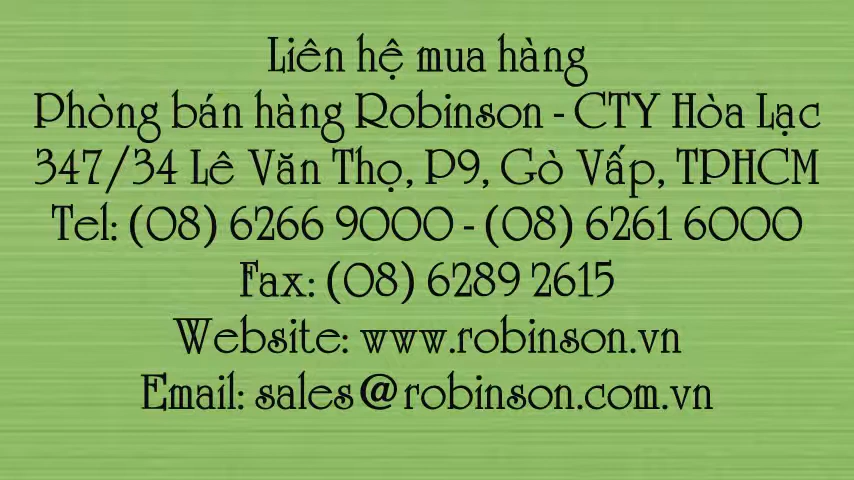 Liên hệ mua hàng
Phòng bán hàng Robinson - CTY Hòa Lạc
347/34 Lê Văn Thọ, P9, Gò Vấp, TPHCM
Tel: (08) 6266 9000 - (08) 6261 6000
Fax: (08) 6289 2615
Website: www.robinson.vn
Email: sales@robinson.com.vn